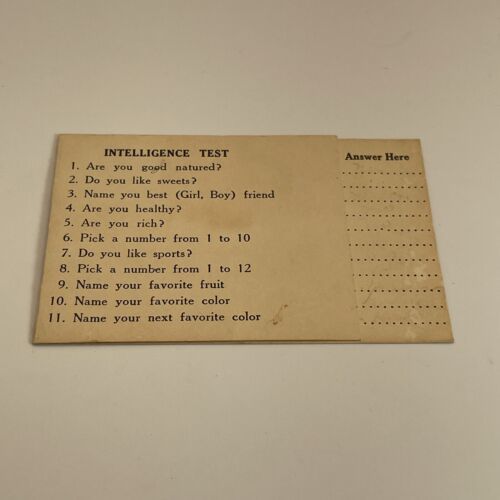 INTELLIGENCE TEST
1. Are you good natured?
2. Do you like sweets?
3. Name you best (Girl, Boy) friend
4. Are you healthy?
5. Are you rich?
6. Pick a number from 1 to 10
7. Do you like sports?
8. Pick a number from 1 to 12
9. Name your favorite fruit
10. Name your favorite color
11. Name your next favorite color
Answer Here